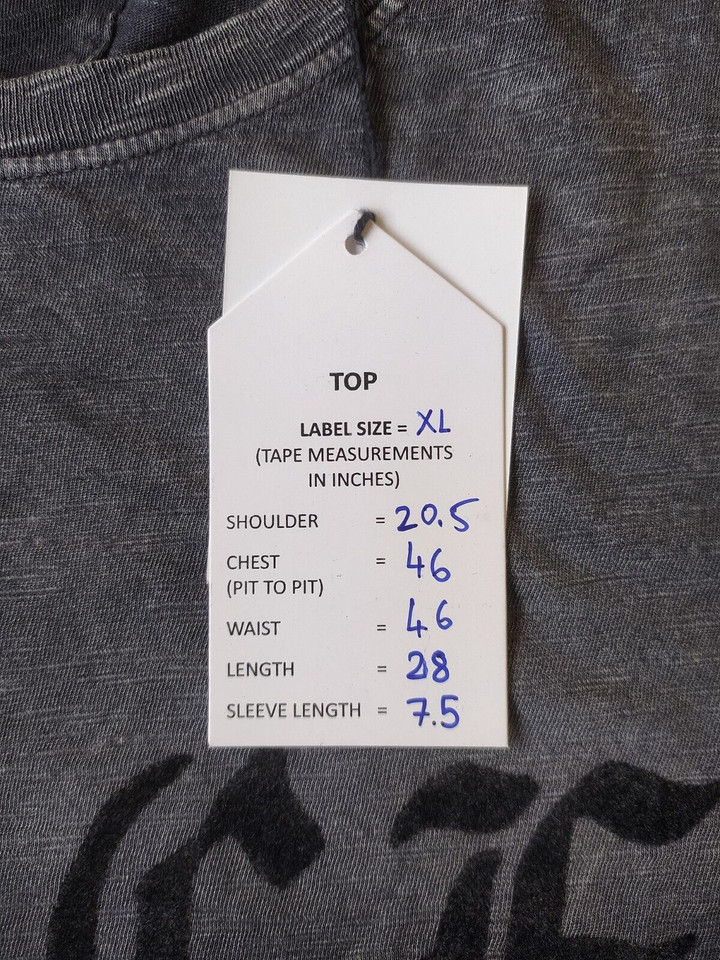 TOP
LABEL SIZE = XL
(TAPE MEASUREMENTS
IN INCHES)
SHOULDER = 20.5
CHEST = 46
(PIT TO PIT)
WAIST = 46
LENGTH = 28
SLEEVE LENGTH = 7.5